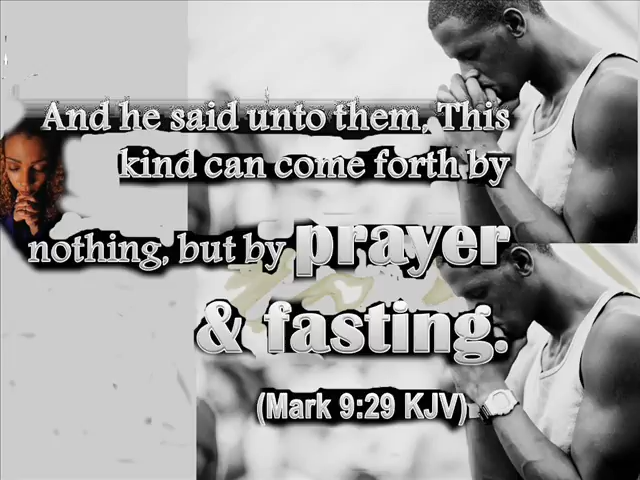 And he said unto them, This
kind can come forth by
nothing, but by prayer
& fasting.
(Mark 9:29 KJV)